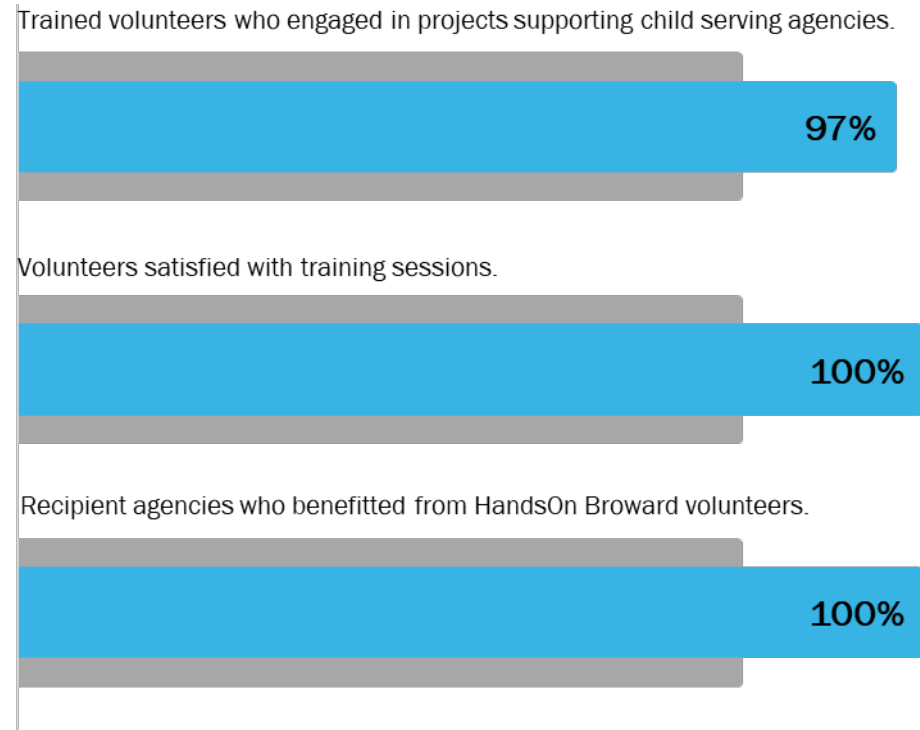 Trained volunteers who engaged in projects supporting child serving agencies.
97%
Volunteers satisfied with training sessions.
100%
Recipient agencies who benefitted from HandsOn Broward volunteers.
100%